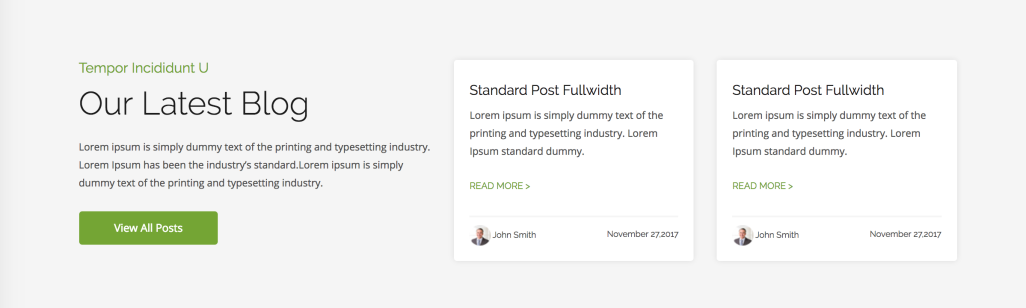 Tempor Incididunt U
Our Latest Blog
Lorem ipsum is simply dummy text of the printing and typesetting industry.
Lorem Ipsum has been the industry's standard.Lorem ipsum is simply
dummy text of the printing and typesetting industry.
View All Posts
Standard Post Fullwidth
Lorem ipsum is simply dummy text of the
printing and typesetting industry. Lorem
Ipsum standard dummy.
READ MORE >
John Smith
November 27,2017
Standard Post Fullwidth
Lorem ipsum is simply dummy text of the
printing and typesetting industry. Lorem
Ipsum standard dummy.
READ MORE >
John Smith
November 27,2017